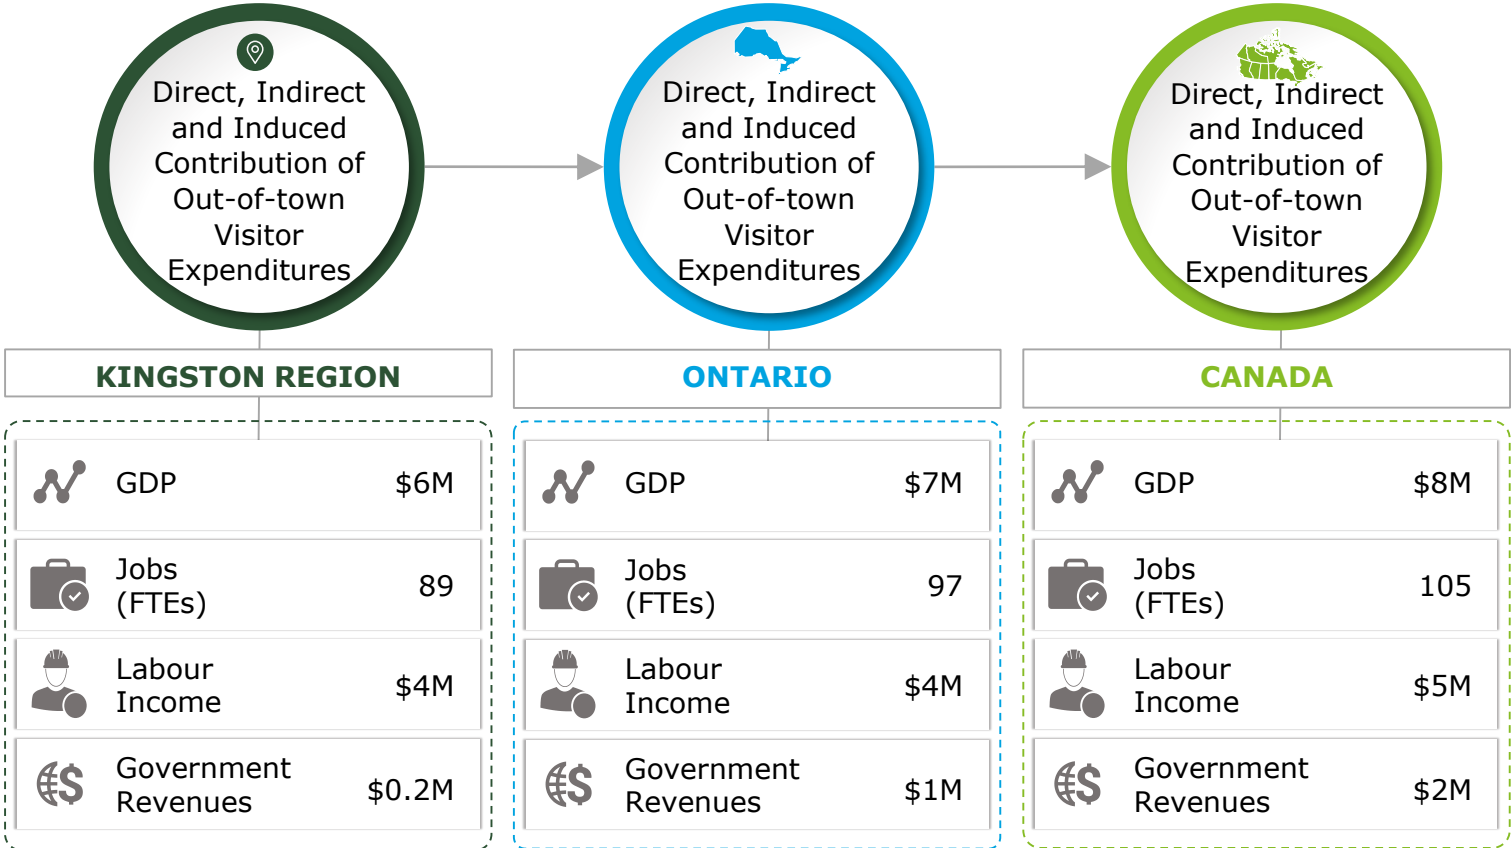 Direct, Indirect
and Induced
Contribution of
Out-of-town
Visitor
Expenditures
Direct, Indirect
and Induced
Contribution of
Out-of-town
Visitor
Expenditures
Direct, Indirect
and Induced
Contribution of
Out-of-town
Visitor
Expenditures
KINGSTON REGION
GDP $6M
Jobs
(FTEs) 89
Labour
Income $4M
Government
Revenues $0.2M
ONTARIO
GDP $7M
Jobs
(FTEs) 97
Labour
Income $4M
Government
Revenues $1M
CANADA
GDP $8M
Jobs
(FTEs) 105
Labour
Income $5M
Government
Revenues $2M